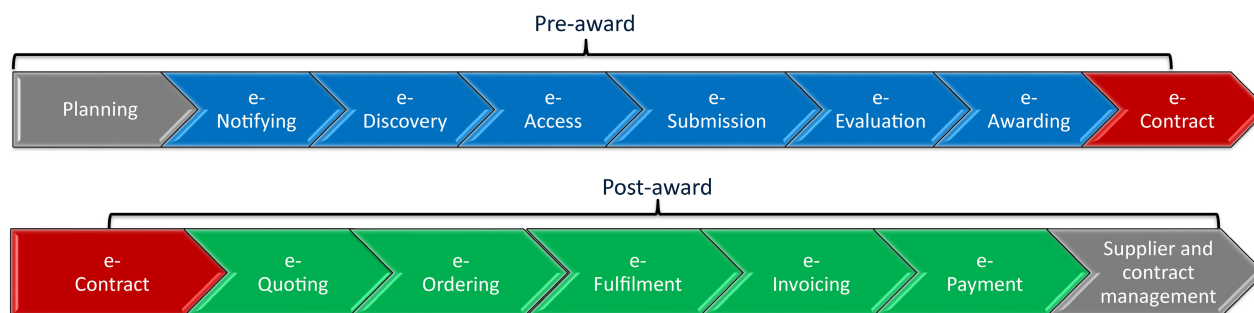 Pre-award
Planning
e-
Notifying
e-
Discovery
e-
Access
e-
Submission
e-
Evaluation
e-
Awarding
e-
Contract
Post-award
e-
Contract
e-
Quoting
e-
Ordering
e-
Fulfilment
e-
Invoicing
e-
Payment
Supplier and
contract
management